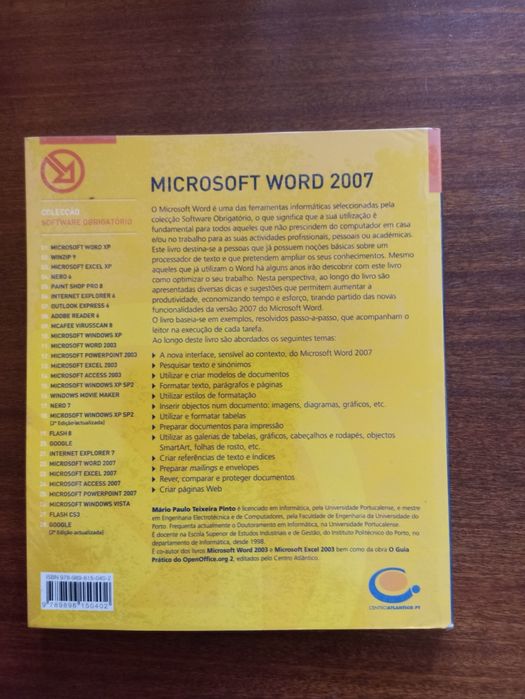 COLECÇÃO
SOFTWARE OBRIGATÓRIO
MICROSOFT WORD XP
WINZIP 9
MICROSOFT EXCEL XP
NERO 6
PAINT SHOP PRO 8
INTERNET EXPLORER 6
OUTLOOK EXPRESS 6
ADOBE READER 6
MCAFEE VIRUSSCAN 8
MICROSOFT WINDOWS XP
MICROSOFT WORD 2003
MICROSOFT POWERPOINT 2003
MICROSOFT EXCEL 2003
MICROSOFT ACCESS 2003
MICROSOFT WINDOWS XP SP2
WINDOWS MOVIE MAKER
NERO 7
MICROSOFT WINDOWS XP SP2
(2ª Edição actualizada)
FLASH 8
GOOGLE
INTERNET EXPLORER 7
MICROSOFT WORD 2007
MICROSOFT EXCEL 2007
MICROSOFT ACCESS 2007
MICROSOFT POWERPOINT 2007
MICROSOFT WINDOWS VISTA
FLASH CS3
GOOGLE
(2ª Edição actualizada)
MICROSOFT WORD 2007
O Microsoft Word é uma das ferramentas informáticas seleccionadas pela
colecção Software Obrigatório, o que significa que a sua utilização é
fundamental para todos aqueles que não prescindem do computador em casa
e/ou no trabalho para as suas actividades profissionais, pessoais ou académicas.
Este livro destina-se a pessoas que já possuem noções básicas sobre um
processador de texto e que pretendem ampliar os seus conhecimentos. Mesmo
aqueles que já utilizam o Word há alguns anos irão descobrir com este livro
como optimizar o seu trabalho. Nesta perspectiva, ao longo do livro são
apresentadas diversas dicas e sugestões que permitem aumentar a
produtividade, economizando tempo e esforço, tirando partido das novas
funcionalidades da versão 2007 do Microsoft Word.
O livro baseia-se em exemplos, resolvidos passo-a-passo, que acompanham o
leitor na execução de cada tarefa.
Ao longo deste livro são abordados os seguintes temas:
A nova interface, sensível ao contexto, do Microsoft Word 2007
Pesquisar texto e sinónimos
Utilizar e criar modelos de documentos
Formatar texto, parágrafos e páginas
Utilizar estilos de formatação
Inserir objectos num documento: imagens, diagramas, gráficos, etc.
Utilizar e formatar tabelas
Preparar documentos para impressão
Utilizar as galerias de tabelas, gráficos, cabeçalhos e rodapés, objectos
SmartArt, folhas de rosto, etc.
Criar referências de texto e índices
Preparar mailings e envelopes
Rever, comparar e proteger documentos
Criar páginas Web
Mário Paulo Teixeira Pinto é licenciado em Informática, pela Universidade Portucalense, e mestre
em Engenharia Electrotécnica e de Computadores, pela Faculdade de Engenharia da Universidade do
Porto. Frequenta actualmente o Doutoramento em Informática, na Universidade Portucalense.
É docente na Escola Superior de Estudos Industriais e de Gestão, do Instituto Politécnico do Porto, no
departamento de Informática, desde 1998.
É co-autor dos livros Microsoft Word 2003 e Microsoft Excel 2003 bem como da obra O Guia
Prático do OpenOffice.org 2, editados pelo Centro Atlântico.
ISBN 978-989-615-040-2
9 789896 150402
CENTROATLANTICO.PT